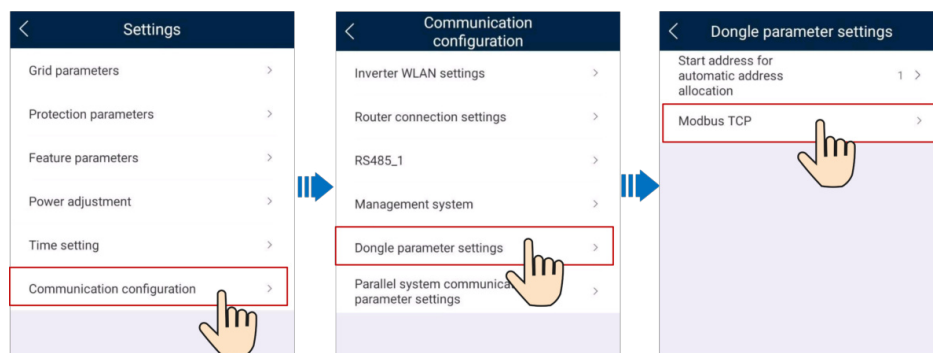 Settings
Grid parameters
Protection parameters
Feature parameters
Power adjustment
Time setting
Communication configuration
Communication
configuration
Inverter WLAN settings
Router connection settings
RS485_1
Management system
Dongle parameter settings
Parallel system
parameter settings
Dongle parameter settings
Start address for
automatic address
allocation
1
Modbus TCP